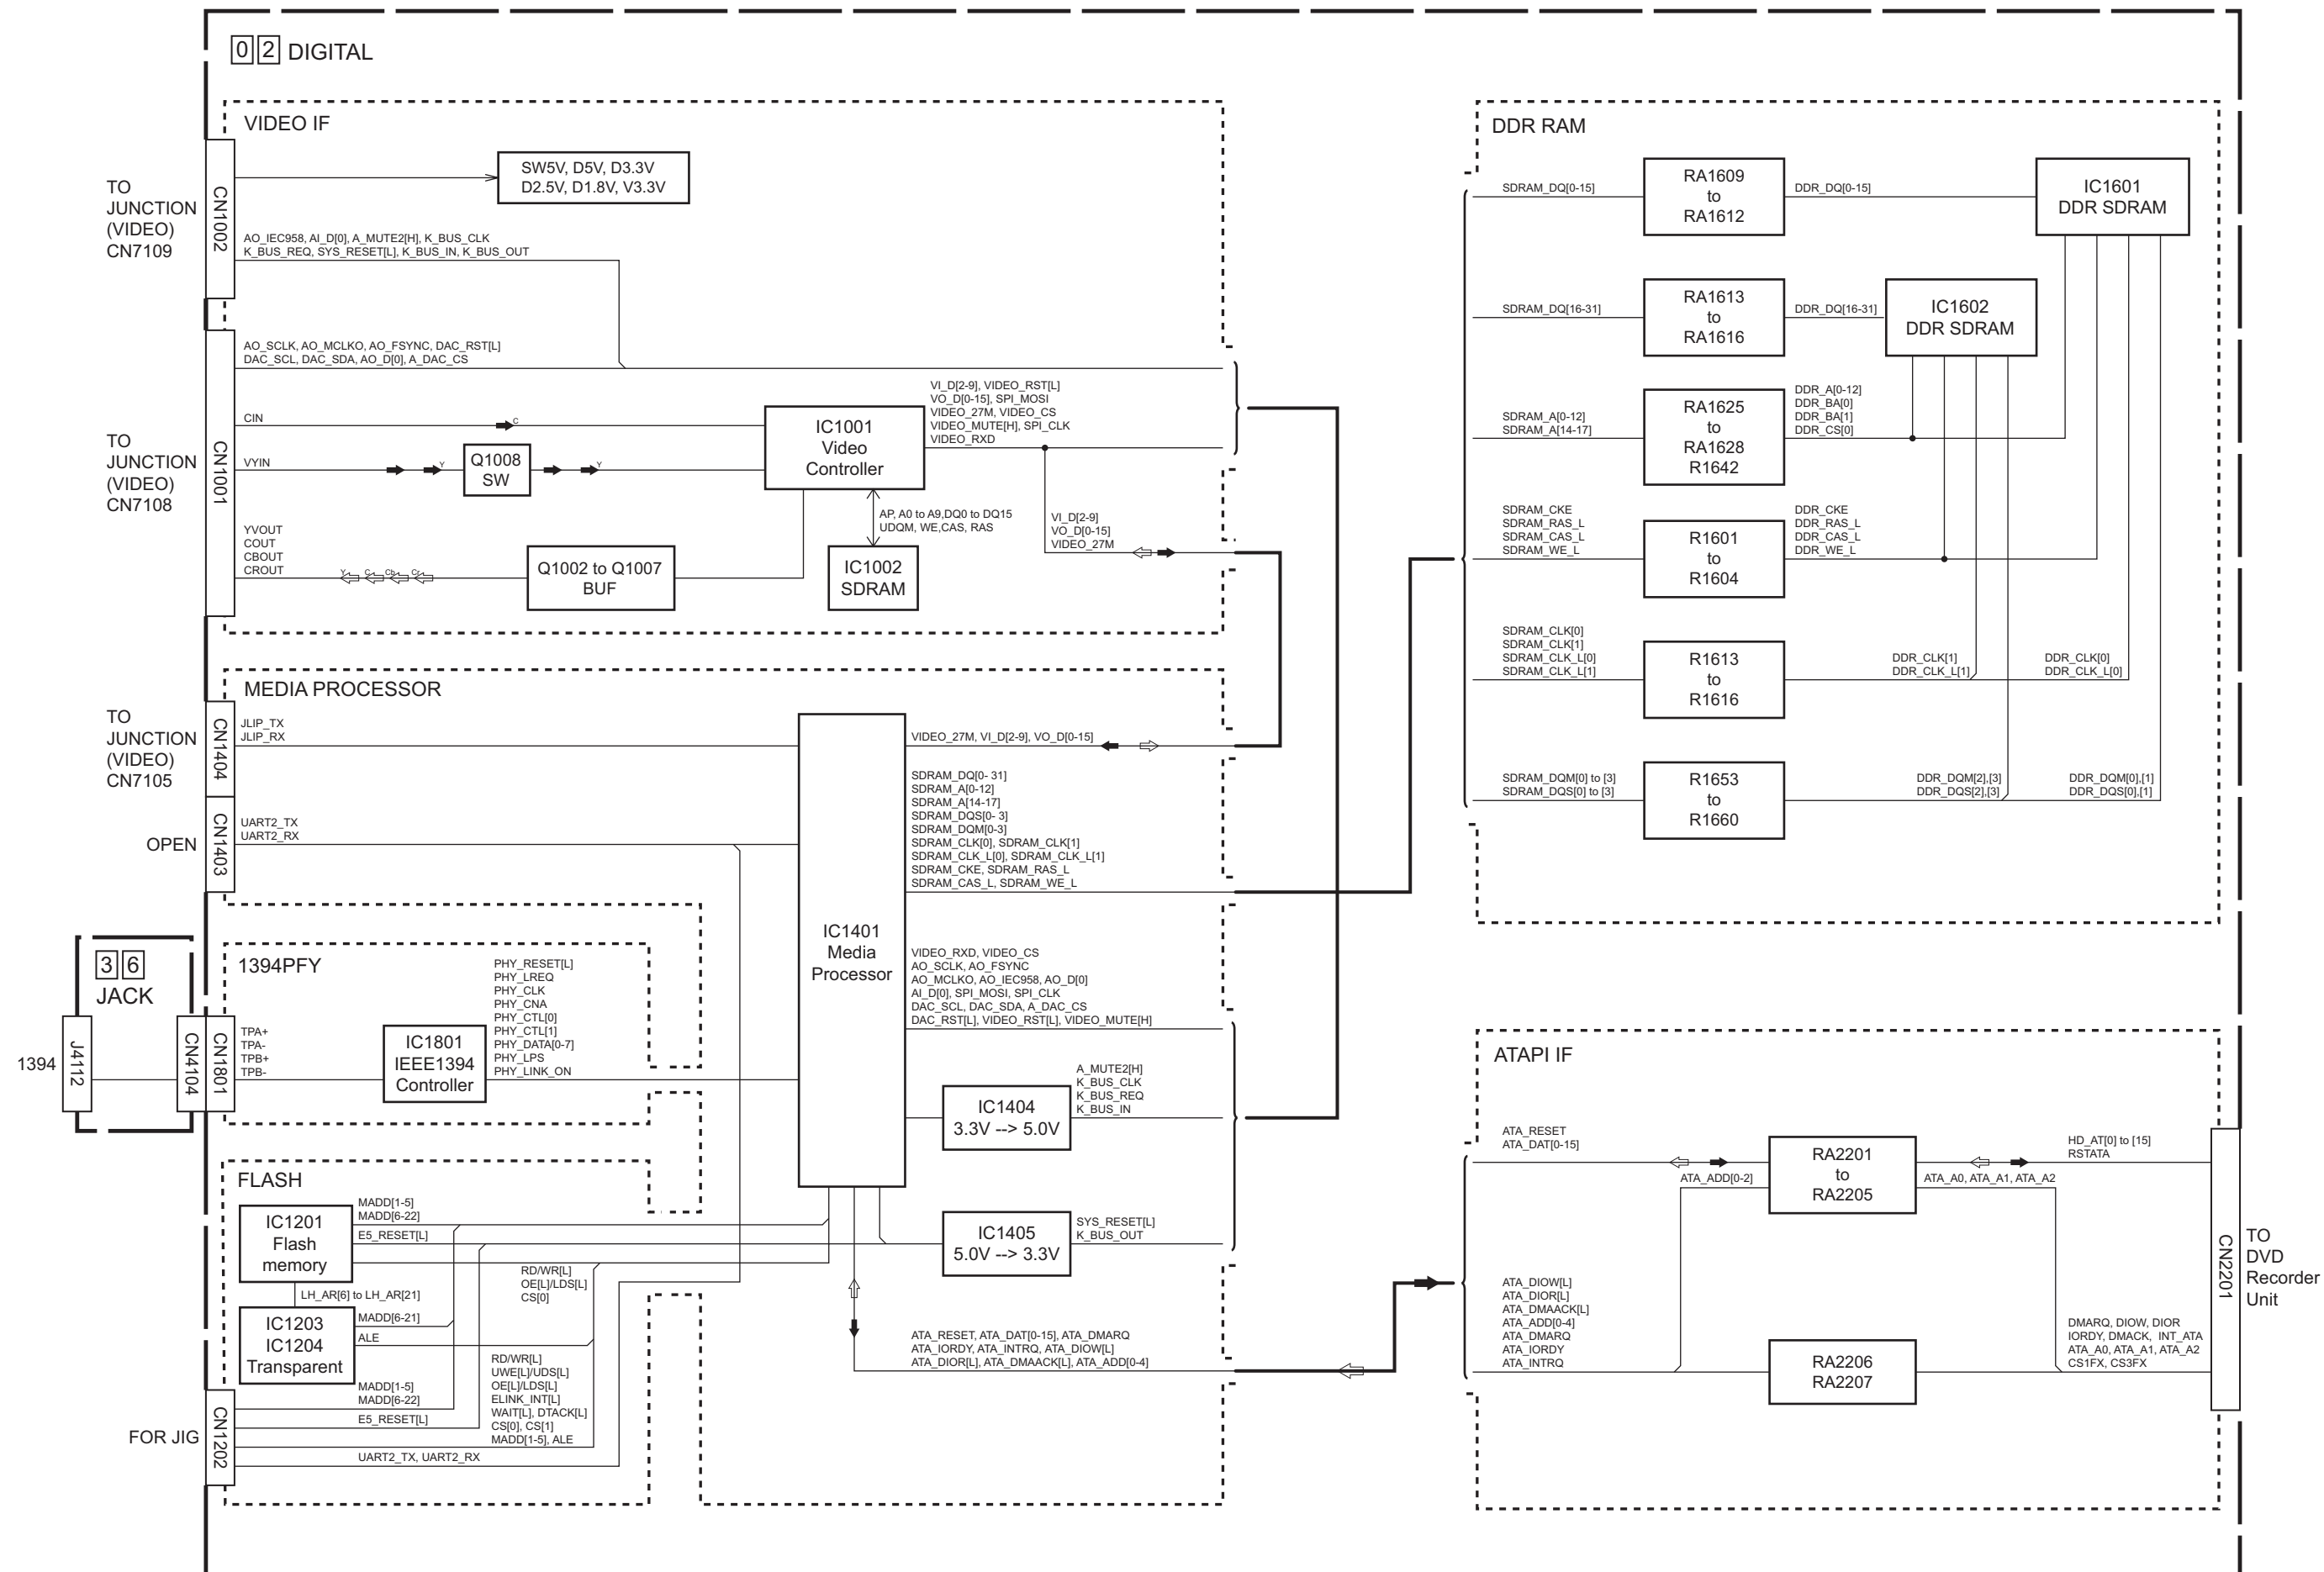 02 DIGITAL
VIDEO IF
TO
JUNCTION
(VIDEO)
CN7109
CN1002
SW5V, D5V, D3.3V
D2.5V, D1.8V, V3.3V
AO_IEC958, AI_D[0], A_MUTE2[H], K_BUS_CLK
K_BUS_REQ, SYS_RESET[L], K_BUS_IN, K_BUS_OUT
TO
JUNCTION
(VIDEO)
CN7108
CN1001
AO_SCLK, AO_MCLKO, AO_FSYNC, DAC_RST[L]
DAC_SCL, DAC_SDA, AO_D[0], A_DAC_CS
CIN
C
VYIN
Y
Q1008
SW
Y
IC1001
Video
Controller
VI_D[2-9], VIDEO_RST[L]
VO_D[0-15], SPI_MOSI
VIDEO_27M, VIDEO_CS
VIDEO_MUTE[H], SPI_CLK
VIDEO_RXD
AP, A0 to A9,DQ0 to DQ15
UDQM, WE,CAS, RAS
VI_D[2-9]
VO_D[0-15]
VIDEO_27M
YVOUT
COUT
CBOUT
CROUT
Y C Cb Cr
Q1002 to Q1007
BUF
IC1002
SDRAM
MEDIA PROCESSOR
TO
JUNCTION
(VIDEO)
CN7105
CN1404
JLIP_TX
JLIP_RX
OPEN
CN1403
UART2_TX
UART2_RX
IC1401
Media
Processor
VIDEO_27M, VI_D[2-9], VO_D[0-15]
SDRAM_DQ[0- 31]
SDRAM_A[0-12]
SDRAM_A[14-17]
SDRAM_DQS[0- 3]
SDRAM_DQM[0-3]
SDRAM_CLK[0], SDRAM_CLK[1]
SDRAM_CLK_L[0], SDRAM_CLK_L[1]
SDRAM_CKE, SDRAM_RAS_L
SDRAM_CAS_L, SDRAM_WE_L
VIDEO_RXD, VIDEO_CS
AO_SCLK, AO_FSYNC
AO_MCLKO, AO_IEC958, AO_D[0]
AI_D[0], SPI_MOSI, SPI_CLK
DAC_SCL, DAC_SDA, A_DAC_CS
DAC_RST[L], VIDEO_RST[L], VIDEO_MUTE[H]
IC1404
3.3V --> 5.0V
A_MUTE2[H]
K_BUS_CLK
K_BUS_REQ
K_BUS_IN
IC1405
5.0V --> 3.3V
SYS_RESET[L]
K_BUS_OUT
ATA_RESET, ATA_DAT[0-15], ATA_DMARQ
ATA_IORDY, ATA_INTRQ, ATA_DIOW[L]
ATA_DIOR[L], ATA_DMAACK[L], ATA_ADD[0-4]
36
JACK
1394
J4112
CN4104
CN1801
1394PFY
TPA+
TPA-
TPB+
TPB-
IC1801
IEEE1394
Controller
PHY_RESET[L]
PHY_LREQ
PHY_CLK
PHY_CNA
PHY_CTL[0]
PHY_CTL[1]
PHY_DATA[0-7]
PHY_LPS
PHY_LINK_ON
FLASH
IC1201
Flash
memory
MADD[1-5]
MADD[6-22]
E5_RESET[L]
RD/WR[L]
OE[L]/LDS[L]
CS[0]
LH_AR[6] to LH_AR[21]
IC1203
IC1204
Transparent
MADD[6-21]
ALE
FOR JIG
CN1202
MADD[1-5]
MADD[6-22]
E5_RESET[L]
RD/WR[L]
UWE[L]/UDS[L]
OE[L]/LDS[L]
ELINK_INT[L]
WAIT[L], DTACK[L]
CS[0], CS[1]
MADD[1-5], ALE
UART2_TX, UART2_RX
DDR RAM
SDRAM_DQ[0-15]
RA1609
to
RA1612
DDR_DQ[0-15]
IC1601
DDR SDRAM
SDRAM_DQ[16-31]
RA1613
to
RA1616
DDR_DQ[16-31]
IC1602
DDR SDRAM
SDRAM_A[0-12]
SDRAM_A[14-17]
RA1625
to
RA1628
R1642
DDR_A[0-12]
DDR_BA[0]
DDR_BA[1]
DDR_CS[0]
SDRAM_CKE
SDRAM_RAS_L
SDRAM_CAS_L
SDRAM_WE_L
R1601
to
R1604
DDR_CKE
DDR_RAS_L
DDR_CAS_L
DDR_WE_L
SDRAM_CLK[0]
SDRAM_CLK[1]
SDRAM_CLK_L[0]
SDRAM_CLK_L[1]
R1613
to
R1616
DDR_CLK[1]
DDR_CLK_L[1]
DDR_CLK[0]
DDR_CLK_L[0]
SDRAM_DQM[0] to [3]
SDRAM_DQS[0] to [3]
R1653
to
R1660
DDR_DQM[2],[3]
DDR_DQS[2],[3]
DDR_DQM[0],[1]
DDR_DQS[0],[1]
ATAPI IF
ATA_RESET
ATA_DAT[0-15]
ATA_ADD[0-2]
RA2201
to
RA2205
HD_AT[0] to [15]
RSTATA
ATA_A0, ATA_A1, ATA_A2
ATA_DIOW[L]
ATA_DIOR[L]
ATA_DMAACK[L]
ATA_ADD[0-4]
ATA_DMARQ
ATA_IORDY
ATA_INTRQ
RA2206
RA2207
DMARQ, DIOW, DIOR
IORDY, DMACK, INT_ATA
ATA_A0, ATA_A1, ATA_A2
CS1FX, CS3FX
CN2201
TO
DVD
Recorder
Unit